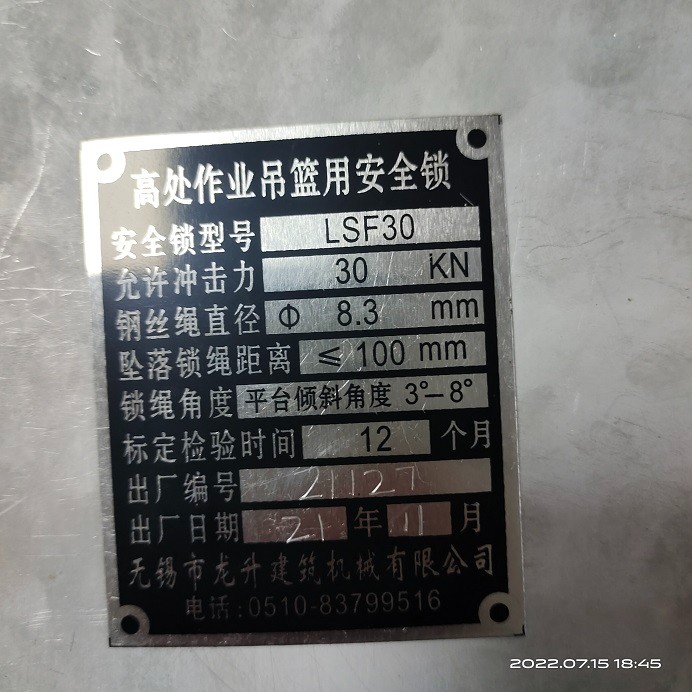 高处作业吊篮用安全锁
安全锁型号 LSF30
允许冲击力 30 KN
钢丝绳直径 Φ 8.3 mm
坠落锁绳距离 ≤100 mm
锁绳角度 平台倾斜角度 3°-8°
标定检验时间 12 个月
出厂编号 21127
出厂日期 21 年 11 月
无锡市龙升建筑机械有限公司
电话:0510-83799516
2022.07.15 18:45